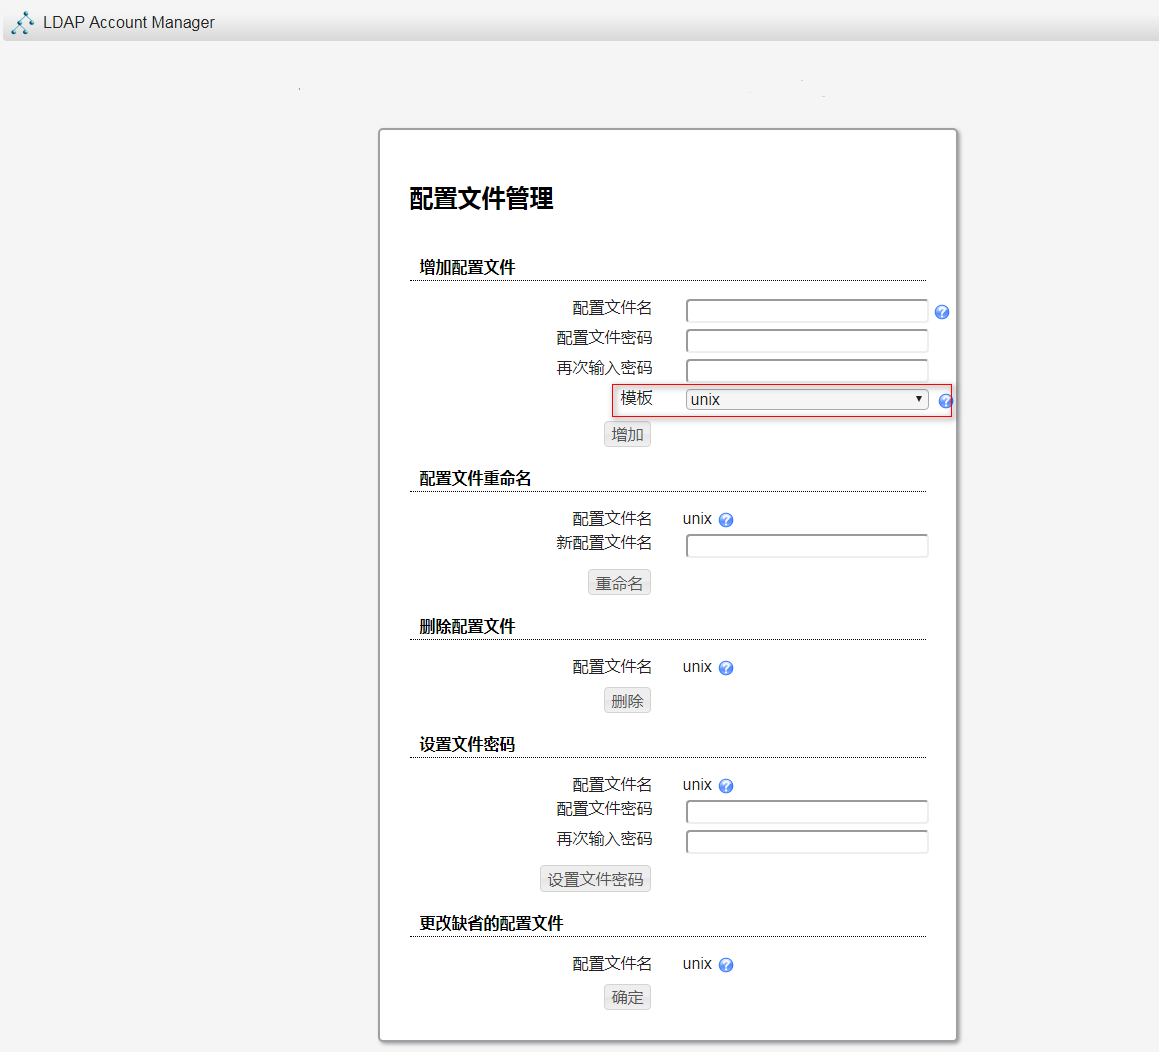 LDAP Account Manager
配置文件管理
增加配置文件
配置文件名
配置文件密码
再次输入密码
模板 unix
增加
配置文件重命名
配置文件名 unix
新配置文件名
重命名
删除配置文件
配置文件名 unix
删除
设置文件密码
配置文件名 unix
配置文件密码
再次输入密码
设置文件密码
更改缺省的配置文件
配置文件名 unix
确定